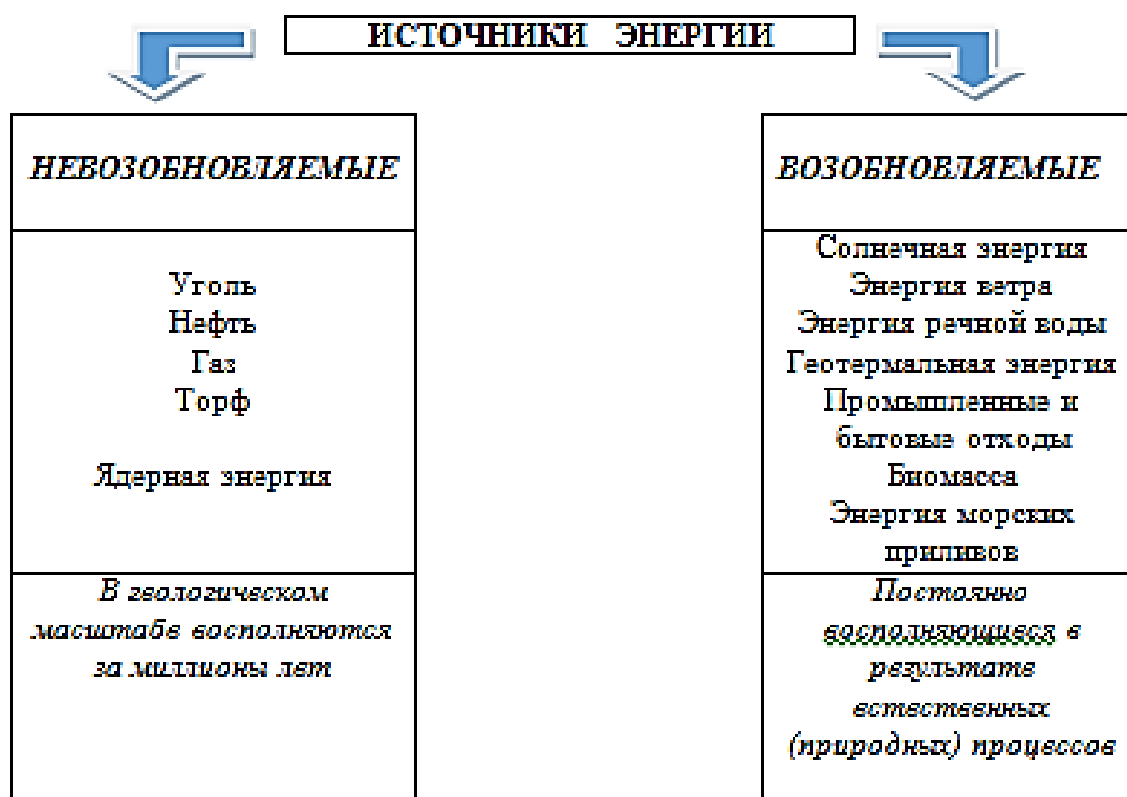 ИСТОЧНИКИ ЭНЕРГИИ
НЕВОЗОБНОВЛЯЕМЫЕ
Уголь
Нефть
Газ
Торф
Ядерная энергия
В геологическом
масштабе восполняются
за миллионы лет
ВОЗОБНОВЛЯЕМЫЕ
Солнечная энергия
Энергия ветра
Энергия речной воды
Геотермальная энергия
Промышленные и
бытовые отходы
Биомасса
Энергия морских
приливов
Постоянно
восполняющиеся в
результате
естественных
(природных) процессов